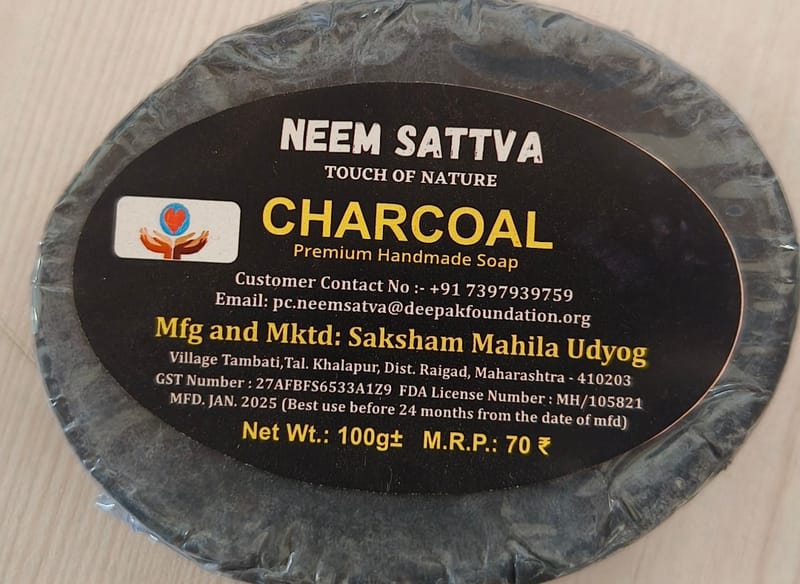 NEEM SATTVA
TOUCH OF NATURE
CHARCOAL
Premium Handmade Soap
Customer Contact No :- +91 7397939759
Email: pc.neemsatva@deepakfoundation.org
Mfg and Mktd: Saksham Mahila Udyog
Village Tambati,Tal. Khalapur, Dist. Raigad, Maharashtra - 410203
GST Number : 27AFBFS6533A1Z9 FDA License Number : MH/105821
MFD. JAN. 2025 (Best use before 24 months from the date of mfd)
Net Wt.: 100g± M.R.P.: 70 ₹